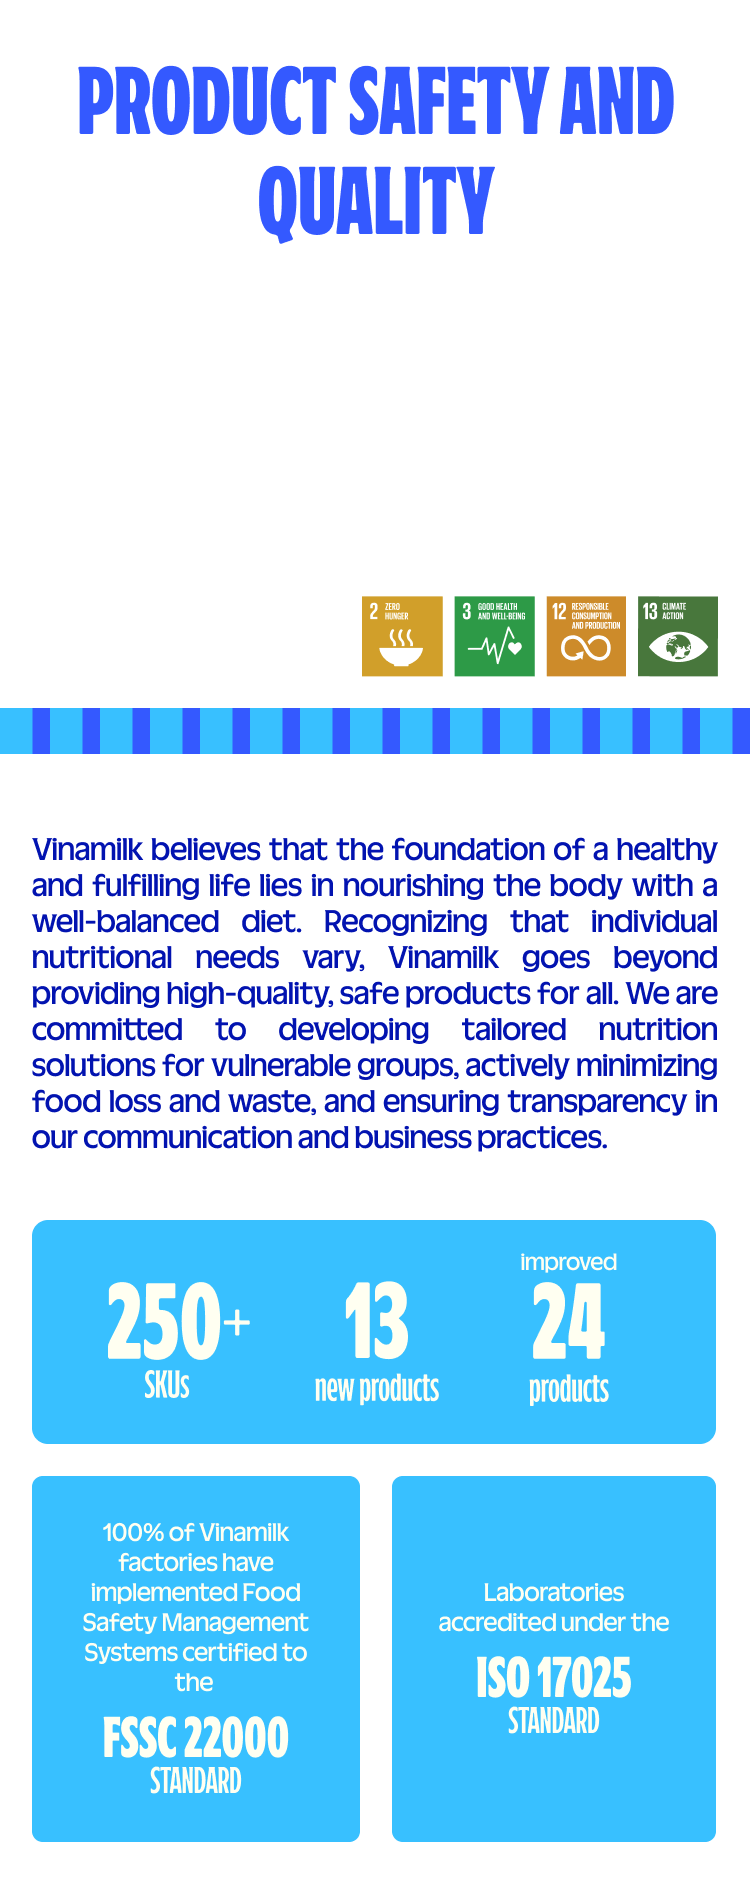 PRODUCT SAFETY AND
QUALITY
2 ZERO
HUNGER
3 GOOD HEALTH
AND WELL-BEING
12 RESPONSIBLE
CONSUMPTION
AND PRODUCTION
13 CLIMATE
ACTION
Vinamilk believes that the foundation of a healthy
and fulfilling life lies in nourishing the body with a
well-balanced diet. Recognizing that individual
nutritional needs vary, Vinamilk goes beyond
providing high-quality, safe products for all. We are
committed to developing tailored nutrition
solutions for vulnerable groups, actively minimizing
food loss and waste, and ensuring transparency in
our communication and business practices.
250+
SKUs
13
new products
improved
24
products
100% of Vinamilk
factories have
implemented Food
Safety Management
Systems certified to
the
FSSC 22000
STANDARD
Laboratories
accredited under the
ISO 17025
STANDARD